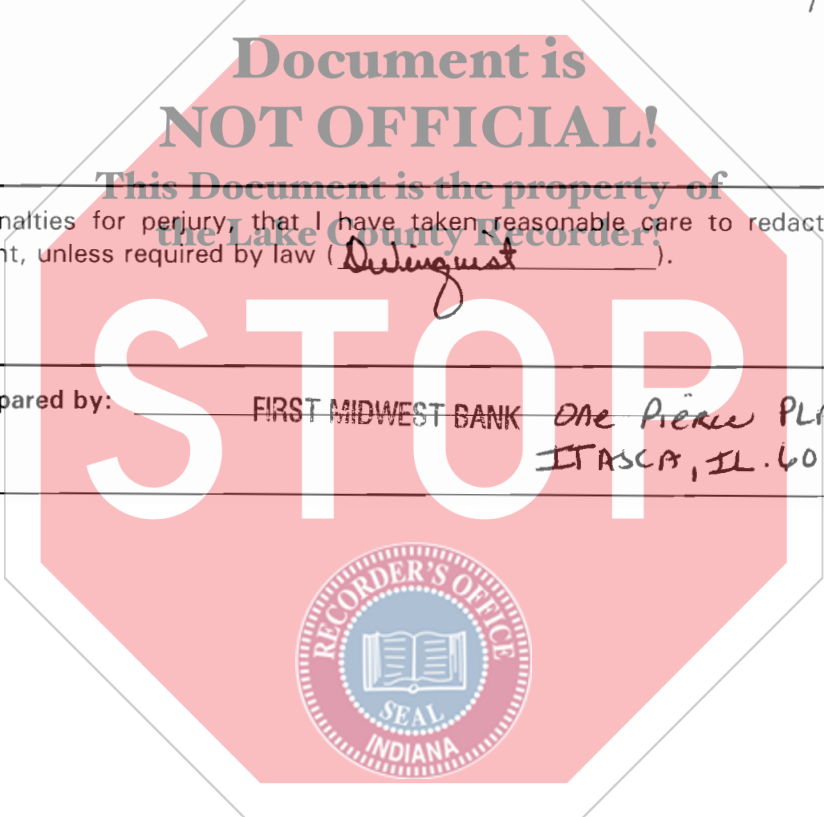 Document is
NOT OFFICIAL!
This Document is the property of
the Lake County Recorder!
nalties for perjury, that I have taken reasonable care to redact
nt, unless required by law ( ).
STOP
pared by: FIRST MIDWEST BANK One Pierce PLA
ITASCA, IL. 60
RECORDER'S OFFICE
SEAL
INDIANA